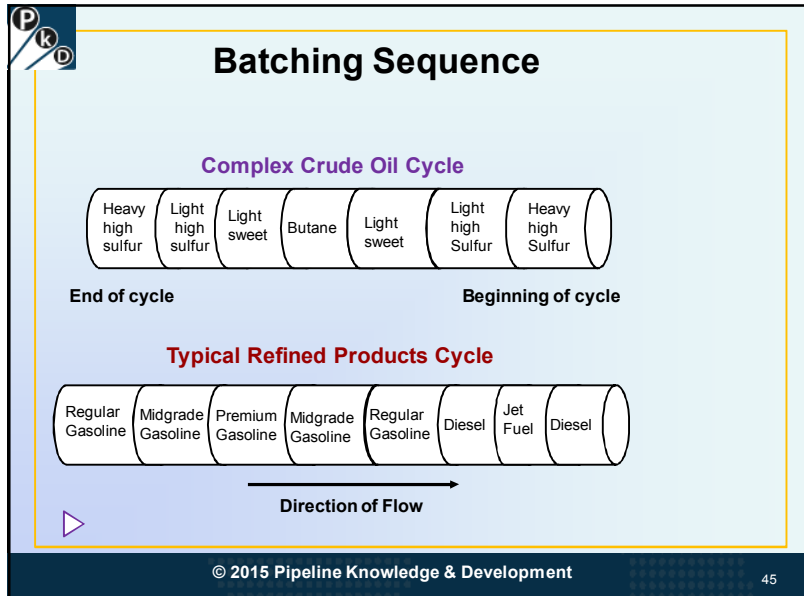 P
k
D
Batching Sequence
Complex Crude Oil Cycle
Heavy
high
sulfur
Light
high
sulfur
Light
sweet
Butane
Light
sweet
Light
high
Sulfur
Heavy
high
Sulfur
End of cycle
Beginning of cycle
Typical Refined Products Cycle
Regular
Gasoline
Midgrade
Gasoline
Premium
Gasoline
Midgrade
Gasoline
Regular
Gasoline
Diesel
Jet
Fuel
Diesel
Direction of Flow
© 2015 Pipeline Knowledge & Development
45